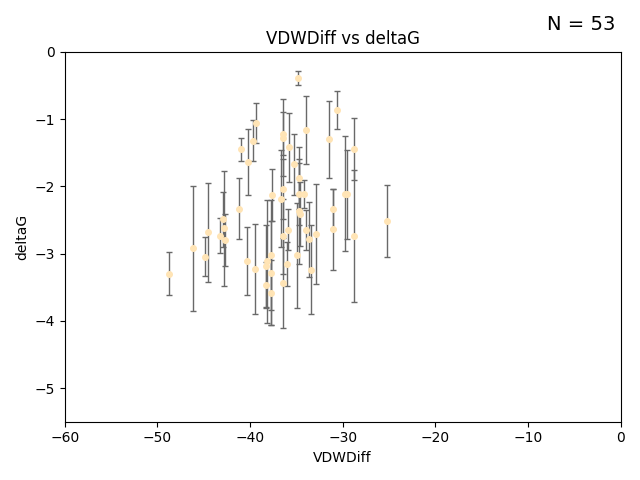 N = 53
VDWDiff vs deltaG
0
−1
−2
−3
−4
−5
deltaG
−60 −50 −40 −30 −20 −10 0
VDWDiff